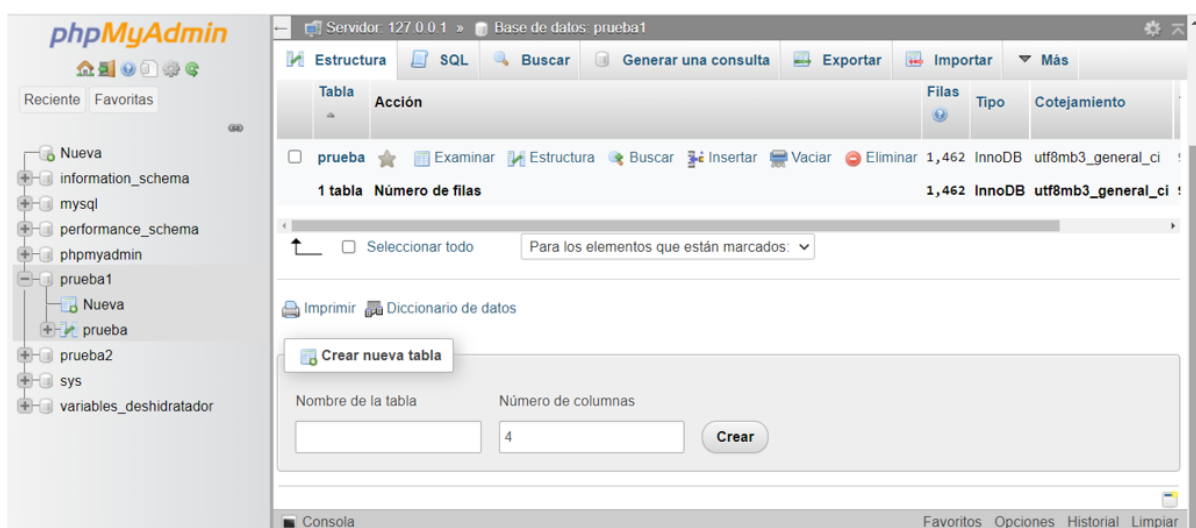 phpMyAdmin
Reciente Favoritas
Nueva
information_schema
mysql
performance_schema
phpmyadmin
prueba1
Nueva
prueba
prueba2
sys
variables_deshidratador
Servidor: 127.0.0.1 » Base de datos: prueba1
Estructura SQL Buscar Generar una consulta Exportar Importar Más
Tabla Acción Filas Tipo Cotejamiento
prueba Examinar Estructura Buscar Insertar Vaciar Eliminar 1,462 InnoDB utf8mb3_general_ci
1 tabla Número de filas 1,462 InnoDB utf8mb3_general_ci
Seleccionar todo Para los elementos que están marcados:
Imprimir Diccionario de datos
Crear nueva tabla
Nombre de la tabla Número de columnas
4 Crear
Consola Favoritos Opciones Historial Limpiar